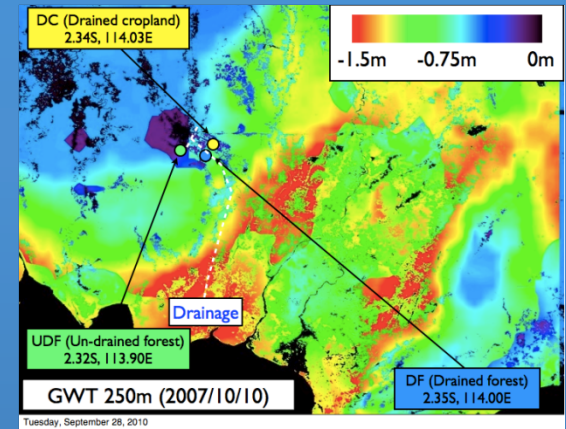 DC (Drained cropland)
2.34S, 114.03E
-1.5m -0.75m 0m
Drainage
UDF (Un-drained forest)
2.32S, 113.90E
DF (Drained forest)
2.35S, 114.00E
GWT 250m (2007/10/10)
Tuesday, September 28, 2010